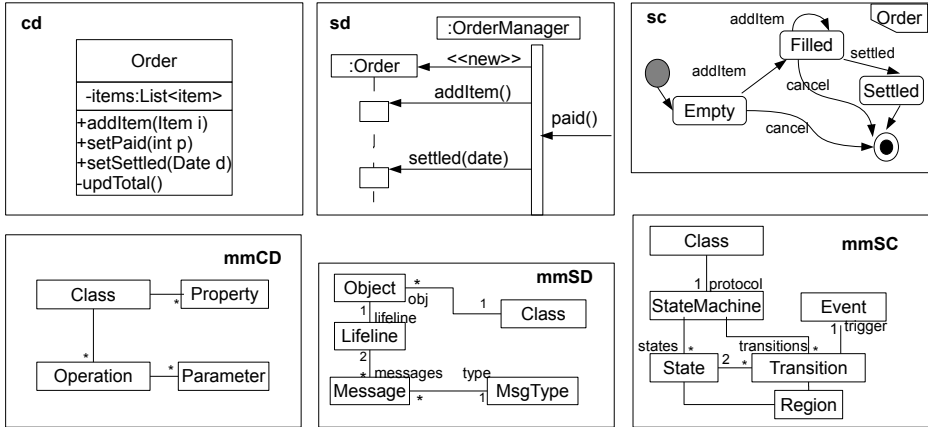 cd
Order
-items:List<item>
+addItem(Item i)
+setPaid(int p)
+setSettled(Date d)
-updTotal()
sd
:OrderManager
:Order
<<new>>
addItem()
paid()
settled(date)
sc
Order
addItem
Filled
settled
addItem
cancel
Settled
Empty
cancel
mmCD
Class
*
Property
*
Operation
*
Parameter
mmSD
Object
*
obj
1
1
Class
lifeline
Lifeline
2
*
messages
type
Message
*
1
MsgType
mmSC
Class
1
protocol
StateMachine
Event
1
trigger
states
*
transitions
*
State
2
*
Transition
Region